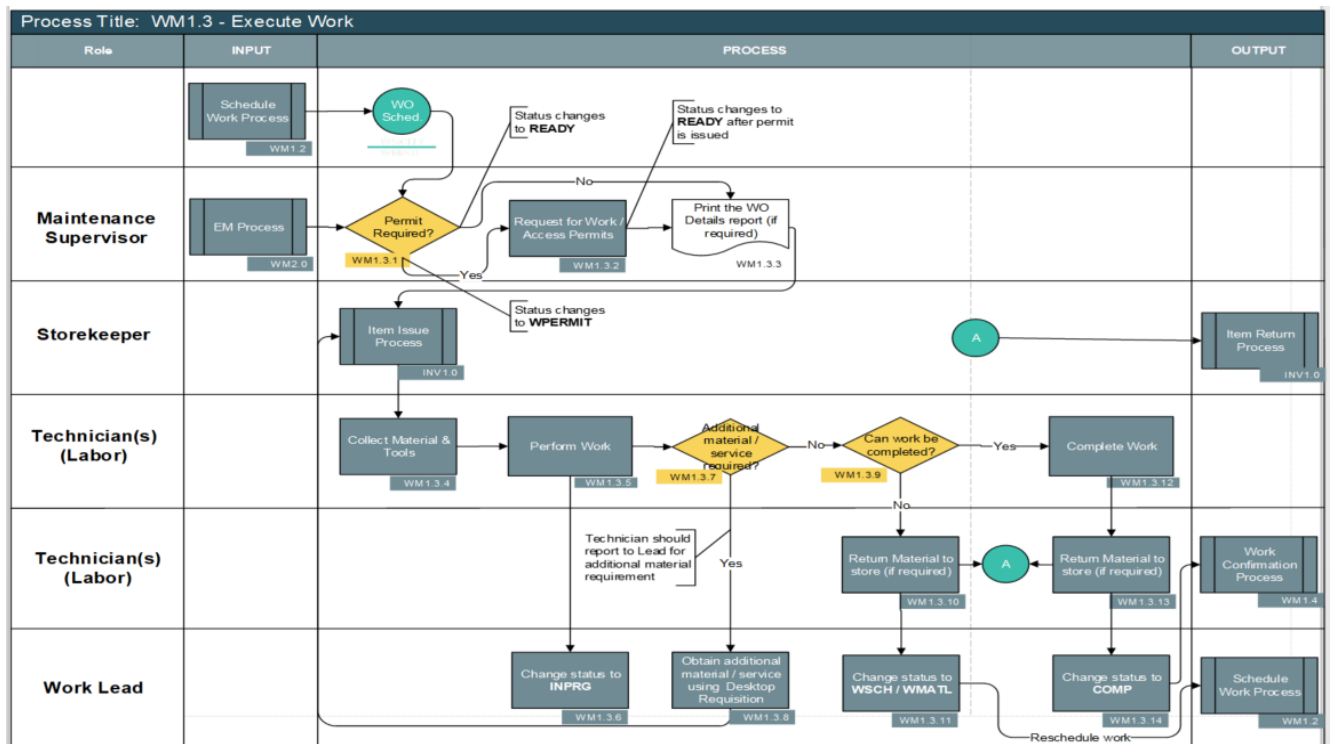 Process Title: WM1.3 - Execute Work
Role
INPUT
PROCESS
OUTPUT
Schedule
Work Process
WM1.2
WO
Sched.
Status changes
to READY
Status changes to
READY after permit
is issued
Maintenance
Supervisor
EM Process
WM2.0
Permit
Required?
WM1.3.1
No
Yes
Request for Work /
Access Permits
WM1.3.2
Print the WO
Details report (if
required)
WM1.3.3
Status changes
to WPERMIT
Storekeeper
Item Issue
Process
INV1.0
A
Item Return
Process
INV1.0
Technician(s)
(Labor)
Collect Material &
Tools
WM1.3.4
Perform Work
WM1.3.5
Additional
material /
service
required?
WM1.3.7
No
Can work be
completed?
WM1.3.9
Yes
Complete Work
WM1.3.12
No
Technician(s)
(Labor)
Technician should
report to Lead for
additional material
requirement
Yes
Return Material to
store (if required)
WM1.3.10
A
Return Material to
store (if required)
WM1.3.13
Work
Confirmation
Process
WM1.4
Work Lead
Change status to
INPRG
WM1.3.6
Obtain additional
material / service
using Desktop
Requisition
WM1.3.8
Change status to
WSCH / WMATL
WM1.3.11
Change status to
COMP
WM1.3.14
Schedule
Work Process
WM1.2
Reschedule work